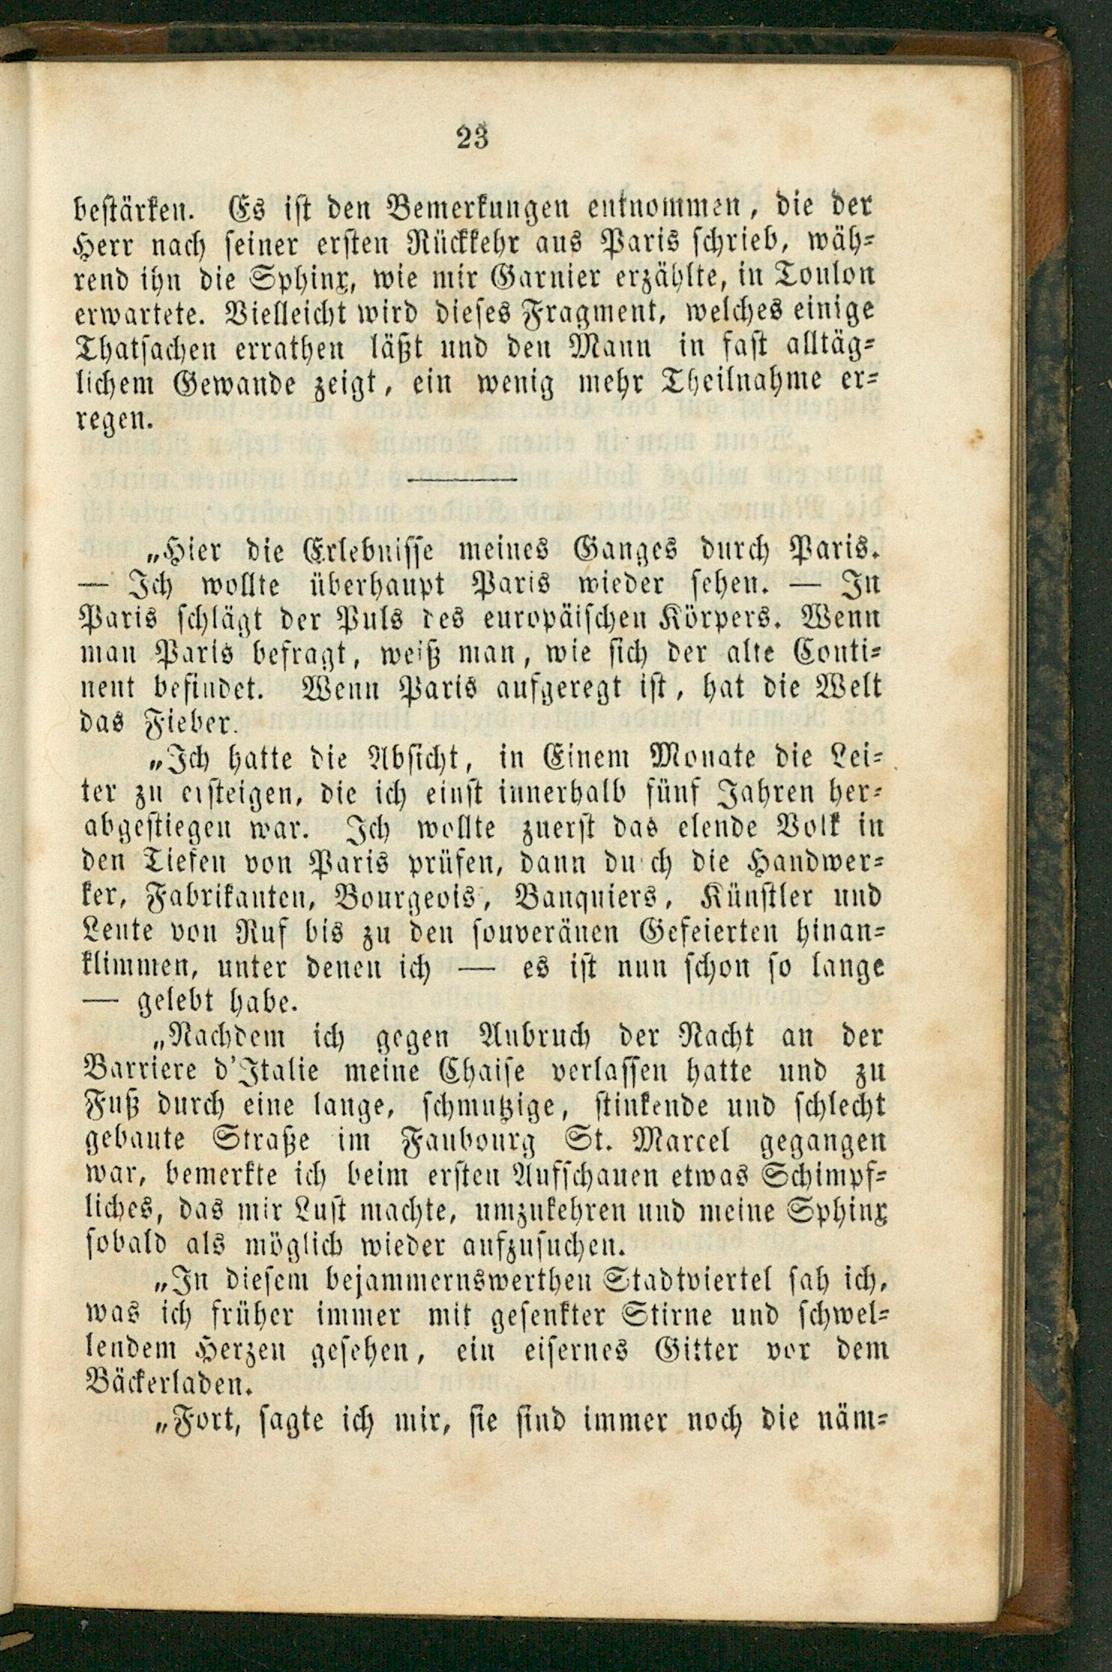 23
bestärken. Es ist den Bemerkungen entnommen, die der
Herr nach seiner ersten Rückkehr aus Paris schrieb, wäh-
rend ihn die Sphinx, wie mir Garnier erzählte, in Toulon
erwartete. Vielleicht wird dieses Fragment, welches einige
Thatsachen errathen läßt und den Mann in fast alltäg-
lichem Gewande zeigt, ein wenig mehr Theilnahme er-
regen.
„Hier die Erlebnisse meines Ganges durch Paris.
— Ich wollte überhaupt Paris wieder sehen. — In
Paris schlägt der Puls des europäischen Körpers. Wenn
man Paris befragt, weiß man, wie sich der alte Conti-
nent befindet. Wenn Paris aufgeregt ist, hat die Welt
das Fieber.
„Ich hatte die Absicht, in Einem Monate die Lei-
ter zu ersteigen, die ich einst innerhalb fünf Jahren her-
abgestiegen war. Ich wollte zuerst das elende Volk in
den Tiefen von Paris prüfen, dann du ch die Handwer-
ker, Fabrikanten, Bourgeois, Banquiers, Künstler und
Leute von Ruf bis zu den souveränen Gefeierten hinan-
klimmen, unter denen ich — es ist nun schon so lange
— gelebt habe.
„Nachdem ich gegen Anbruch der Nacht an der
Barriere d'Italie meine Chaise verlassen hatte und zu
Fuß durch eine lange, schmutzige, stinkende und schlecht
gebaute Straße im Faubourg St. Marcel gegangen
war, bemerkte ich beim ersten Aufschauen etwas Schimpf-
liches, das mir Lust machte, umzukehren und meine Sphinx
sobald als möglich wieder aufzusuchen.
„In diesem bejammernswerthen Stadtviertel sah ich,
was ich früher immer mit gesenkter Stirne und schwel-
lendem Herzen gesehen, ein eisernes Gitter vor dem
Bäckerladen.
„Fort, sagte ich mir, sie sind immer noch die näm-